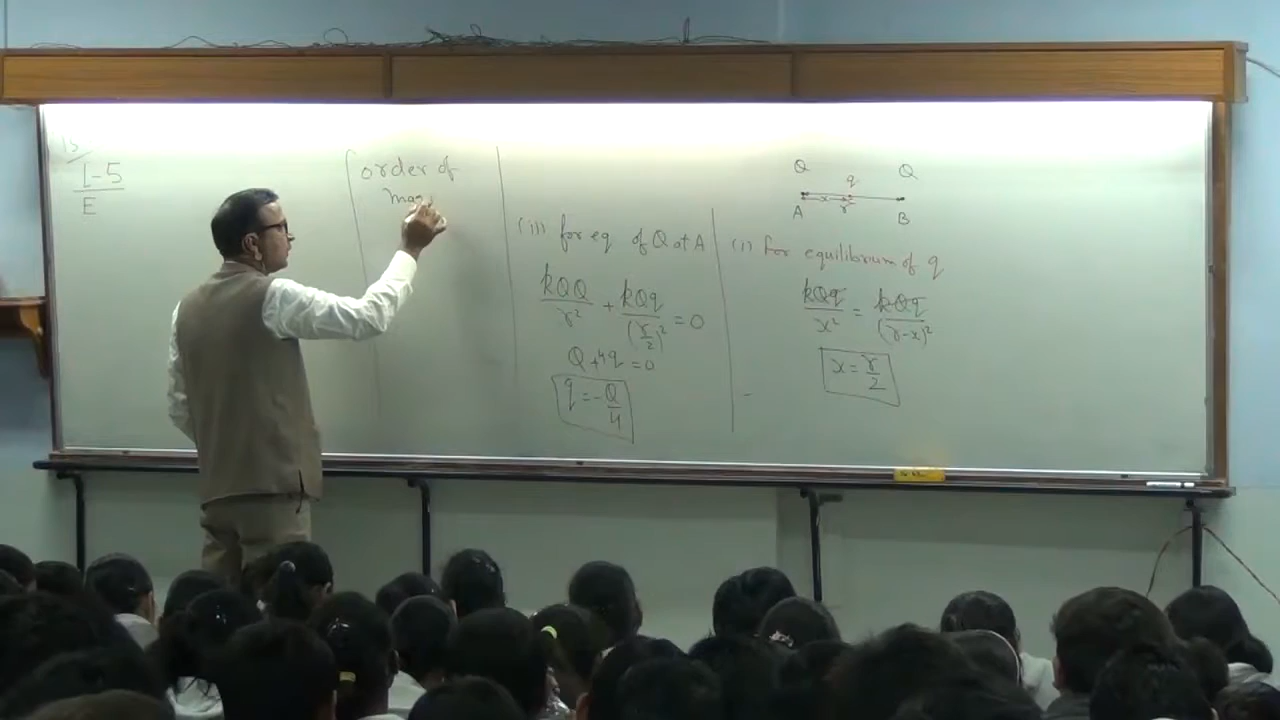 15
L-5
E
order of
mag
(ii) for eq of Q at A
kQQ/r² + kQq/(r/2)² = 0
Q+4q=0
q = -Q/4
Q Q
q
x
A r B
(i) For equilibrium of q
kQq/x² = kQq/(r-x)²
x = r/2